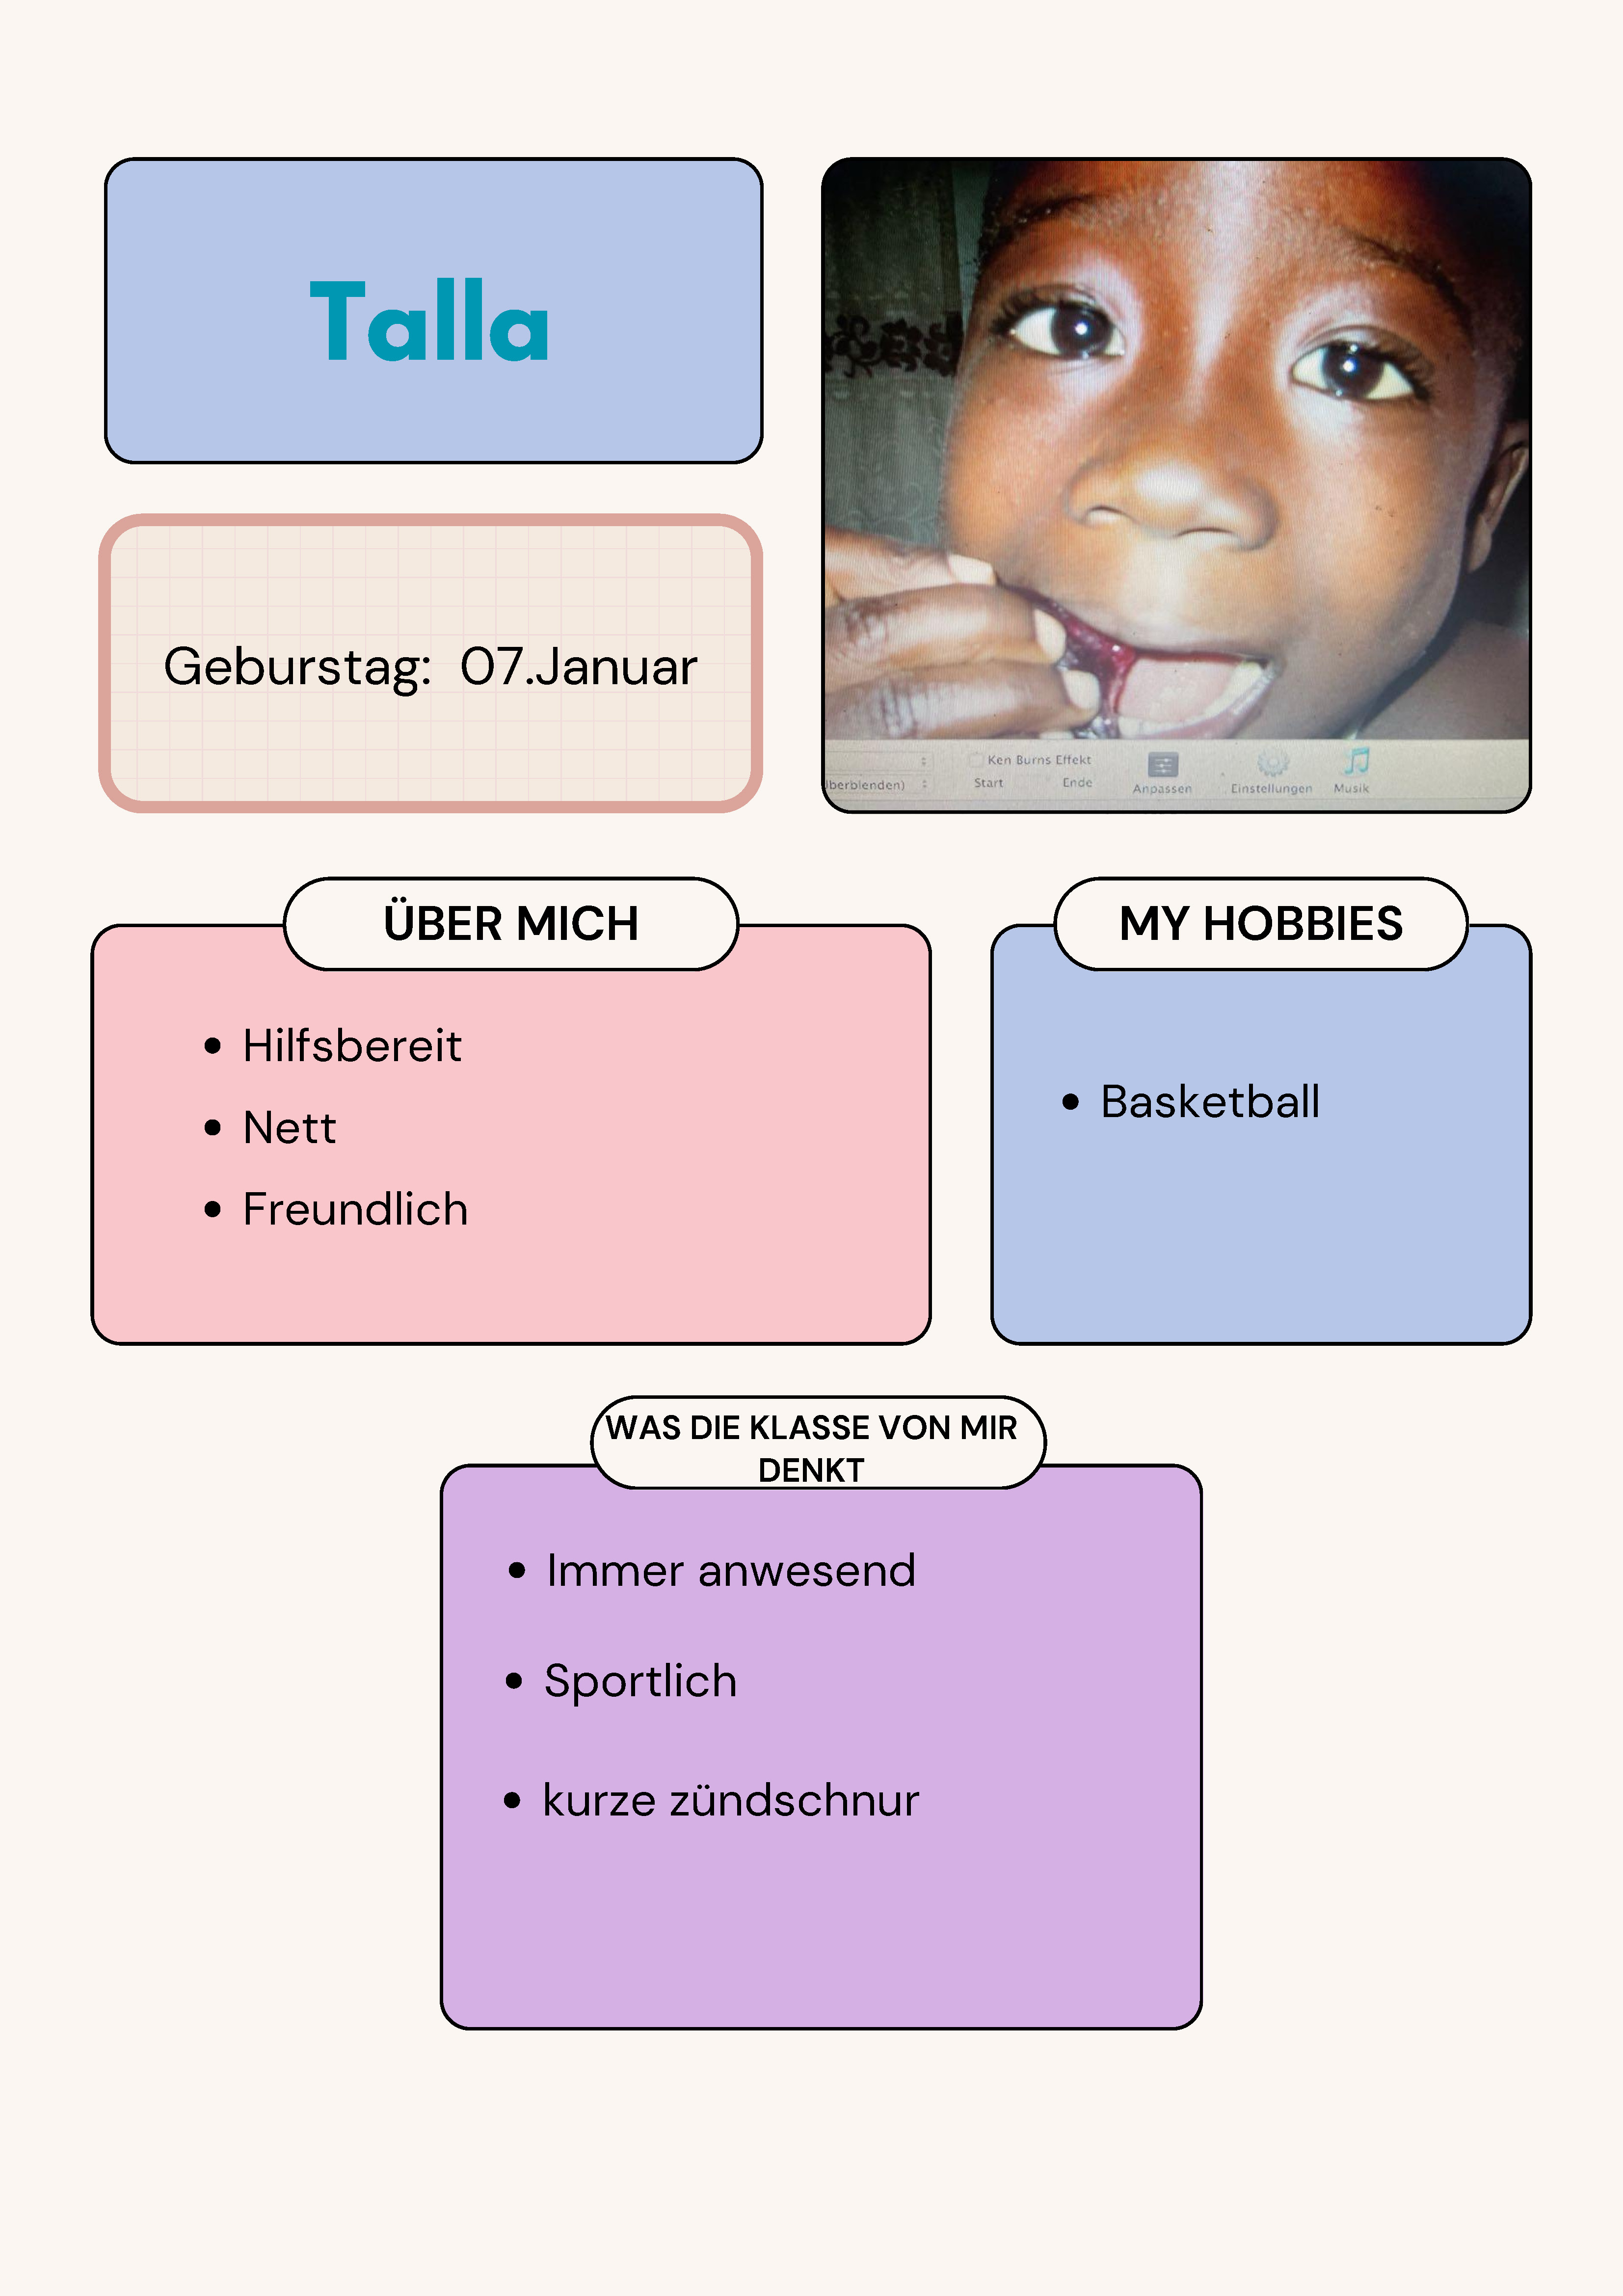 Talla
Geburstag: 07.Januar
Ken Burns Effekt
Start Ende
berblenden)
Anpassen Einstellungen Musik
ÜBER MICH
Hilfsbereit
Nett
Freundlich
MY HOBBIES
Basketball
WAS DIE KLASSE VON MIR
DENKT
Immer anwesend
Sportlich
kurze zündschnur